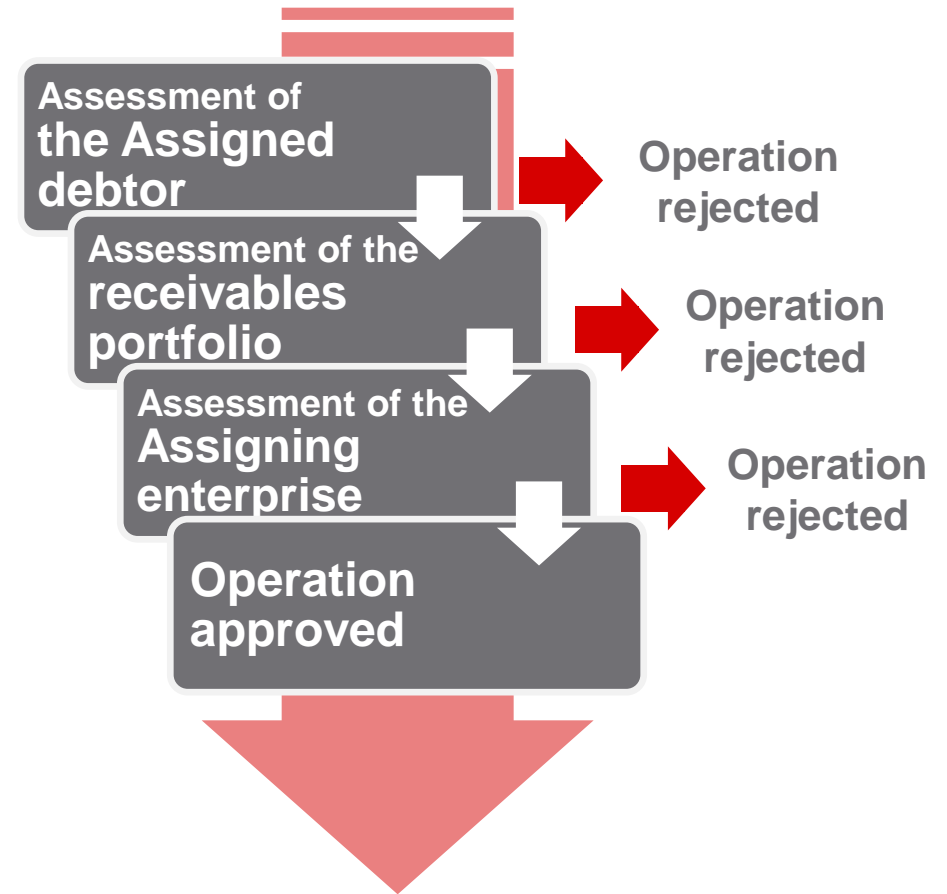 Assessment of
the Assigned
debtor
Operation
rejected
Assessment of the
receivables
portfolio
Operation
rejected
Assessment of the
Assigning
enterprise
Operation
rejected
Operation
approved